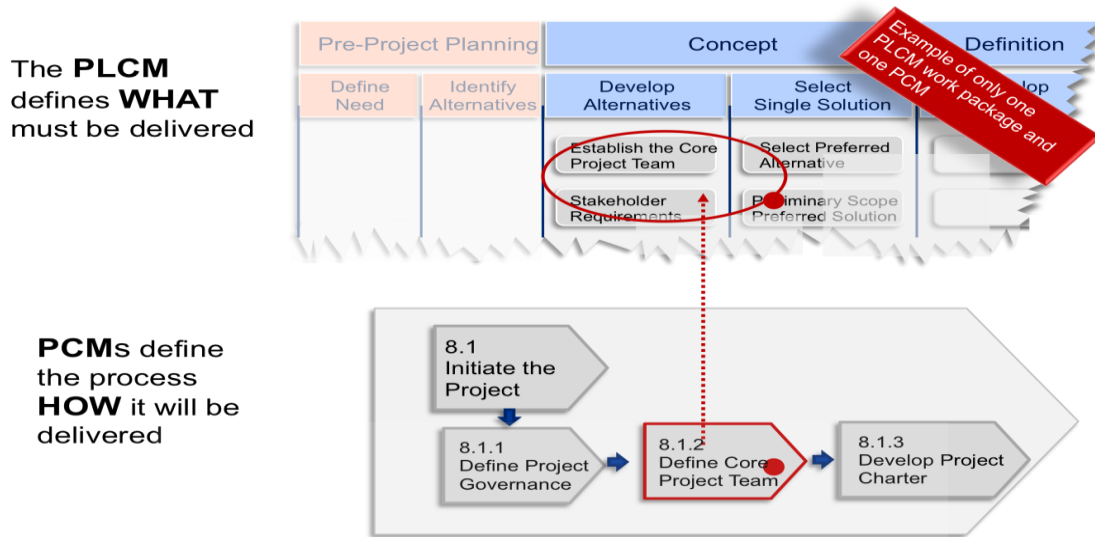 The PLCM
defines WHAT
must be delivered
Pre-Project Planning
Concept
Definition
Define
Need
Identify
Alternatives
Develop
Alternatives
Select
Single Solution
Establish the Core
Project Team
Select Preferred
Alternative
Stakeholder
Requirements
Preliminary Scope
Preferred Solution
Example of only one
PLCM work package and
one PCM
PCMs define
the process
HOW it will be
delivered
8.1
Initiate the
Project
8.1.1
Define Project
Governance
8.1.2
Define Core
Project Team
8.1.3
Develop Project
Charter